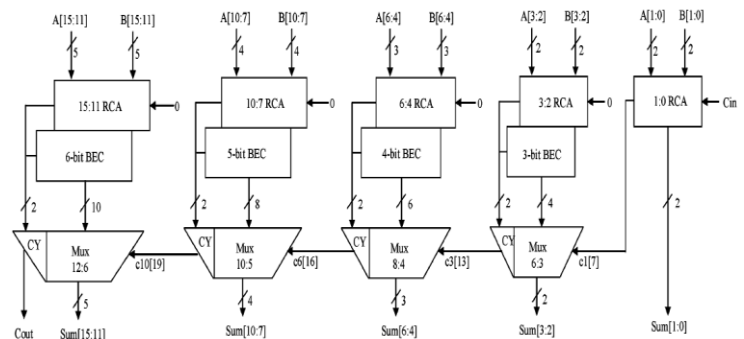 A[15:11] B[15:11] A[10:7] B[10:7] A[6:4] B[6:4] A[3:2] B[3:2] A[1:0] B[1:0]
5 5 4 4 3 3 2 2 2 2
15:11 RCA 0 10:7 RCA 0 6:4 RCA 0 3:2 RCA 0 1:0 RCA Cin
6-bit BEC 5-bit BEC 4-bit BEC 3-bit BEC
2 10 2 8 2 6 2 4 2
CY Mux 12:6 c10[19] CY Mux 10:5 c6[16] CY Mux 8:4 c3[13] CY Mux 6:3 c1[7]
5 4 3 2
Cout Sum[15:11] Sum[10:7] Sum[6:4] Sum[3:2] Sum[1:0]